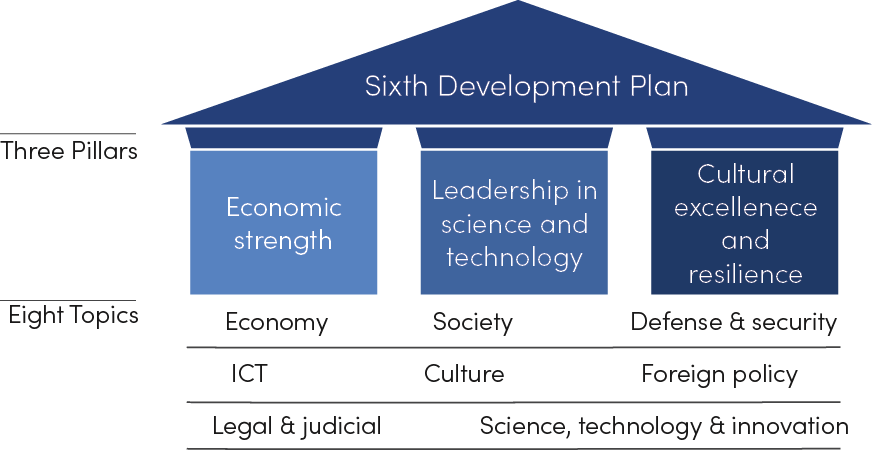 Sixth Development Plan
Three Pillars
Economic
strength
Leadership in
science and
technology
Cultural
excellenece
and
resilience
Eight Topics
Economy
Society
Defense & security
ICT
Culture
Foreign policy
Legal & judicial
Science, technology & innovation